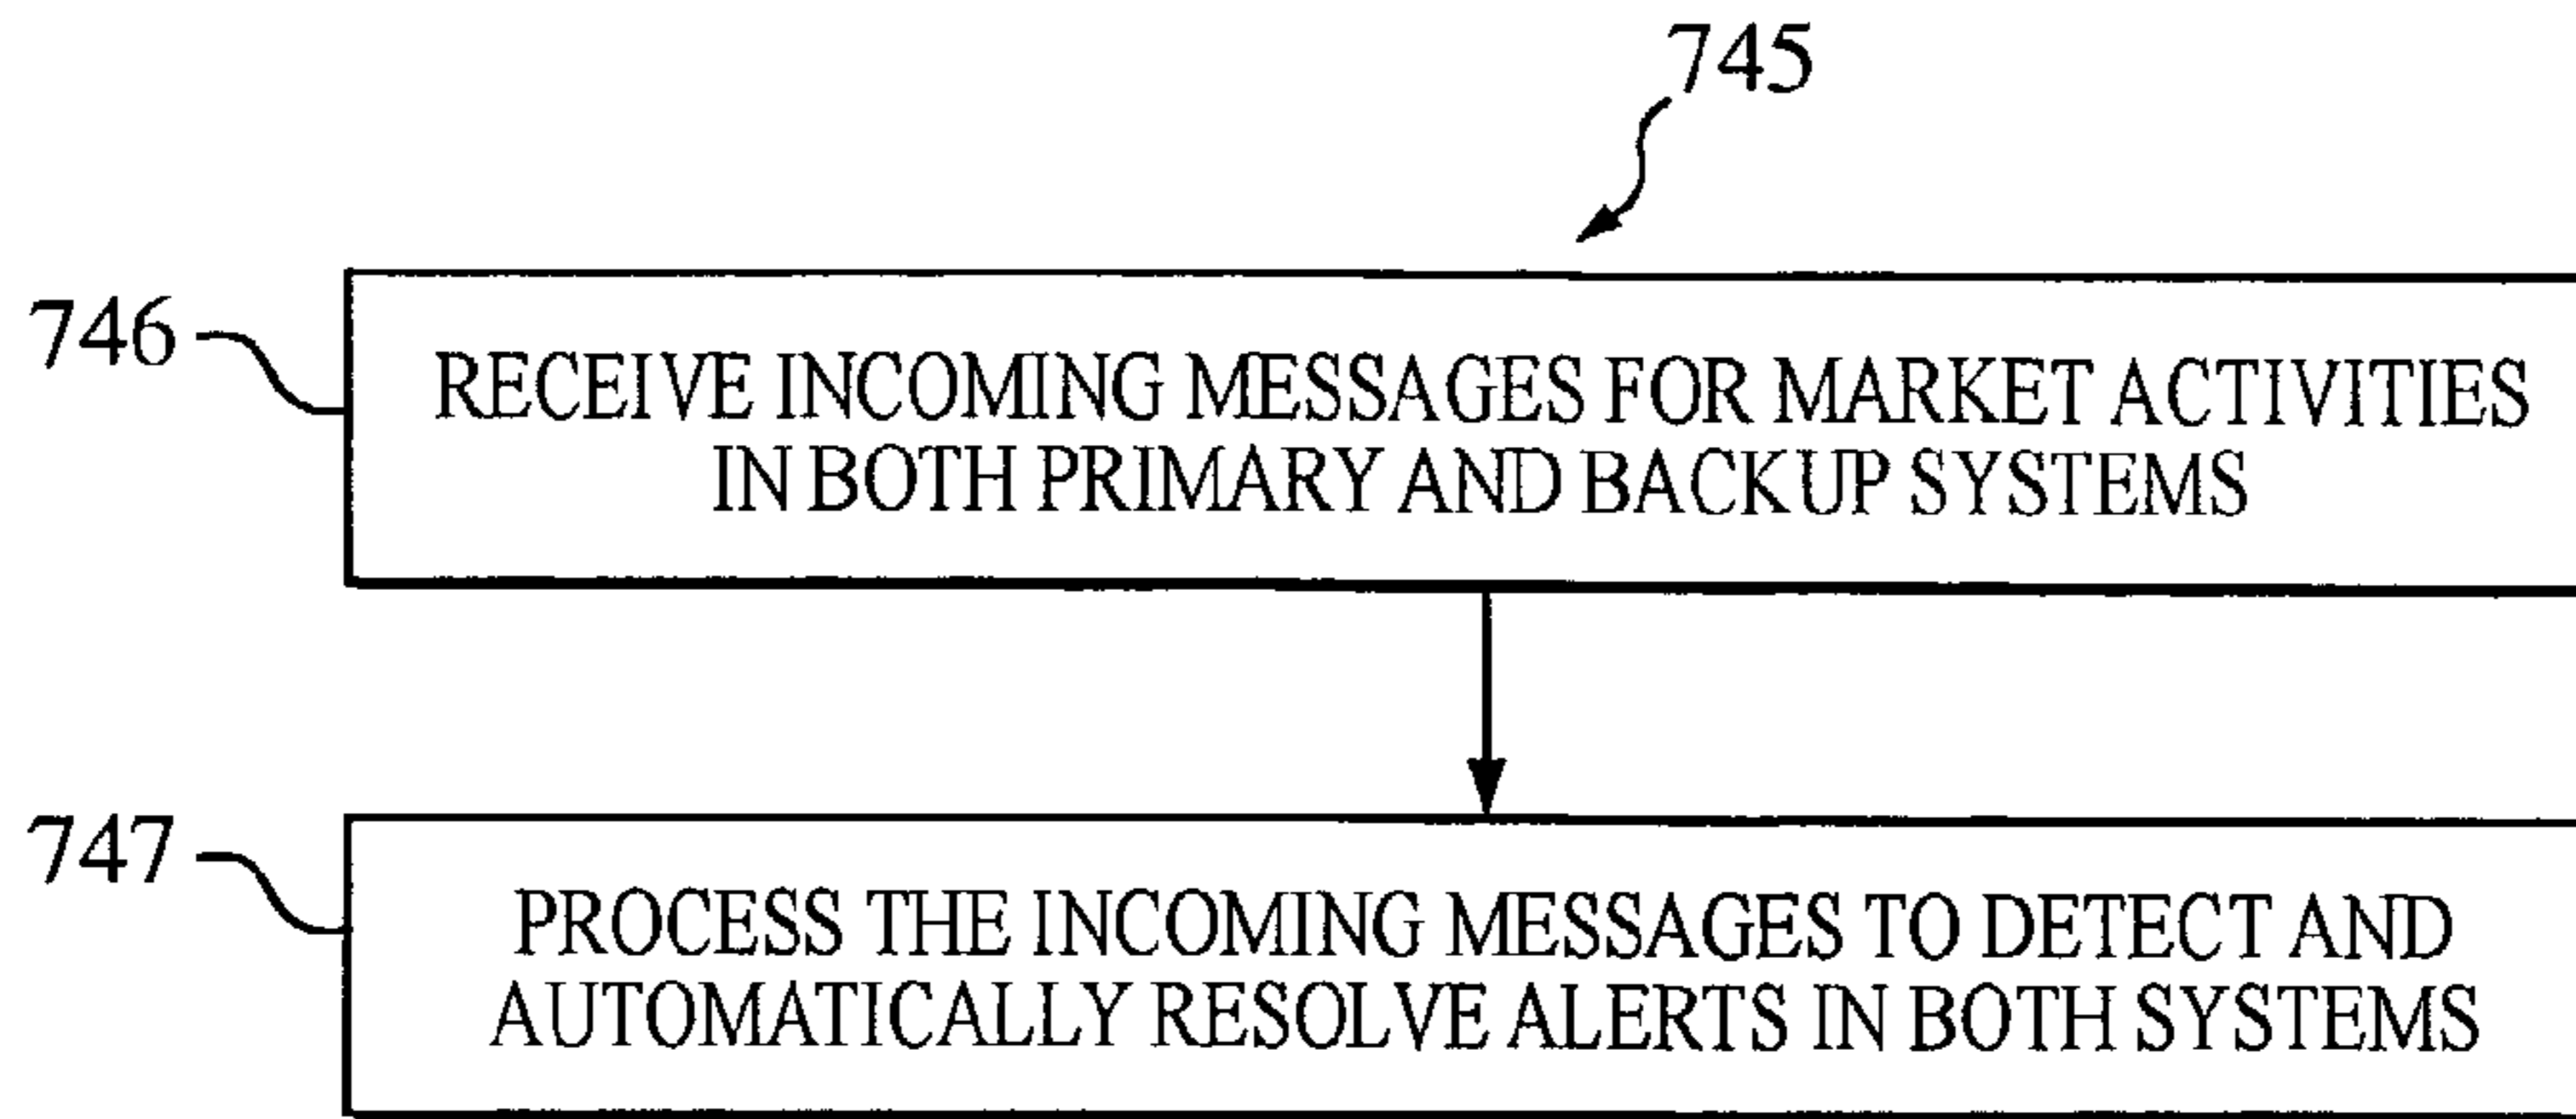 745
746
RECEIVE INCOMING MESSAGES FOR MARKET ACTIVITIES
IN BOTH PRIMARY AND BACKUP SYSTEMS
747
PROCESS THE INCOMING MESSAGES TO DETECT AND
AUTOMATICALLY RESOLVE ALERTS IN BOTH SYSTEMS